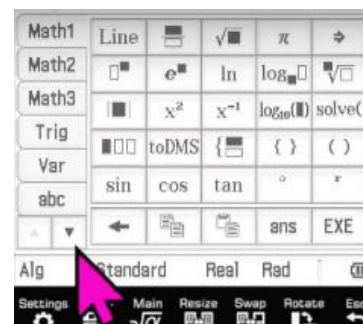 Math1 Line √ π ⇒
Math2 e ln log √
Math3 x² x⁻¹ log₁₀( ) solve(
Trig toDMS { } ( )
Var sin cos tan ° r
abc
ans EXE
Alg Standard Real Rad
Settings Main Resize Swap Rotate Esc